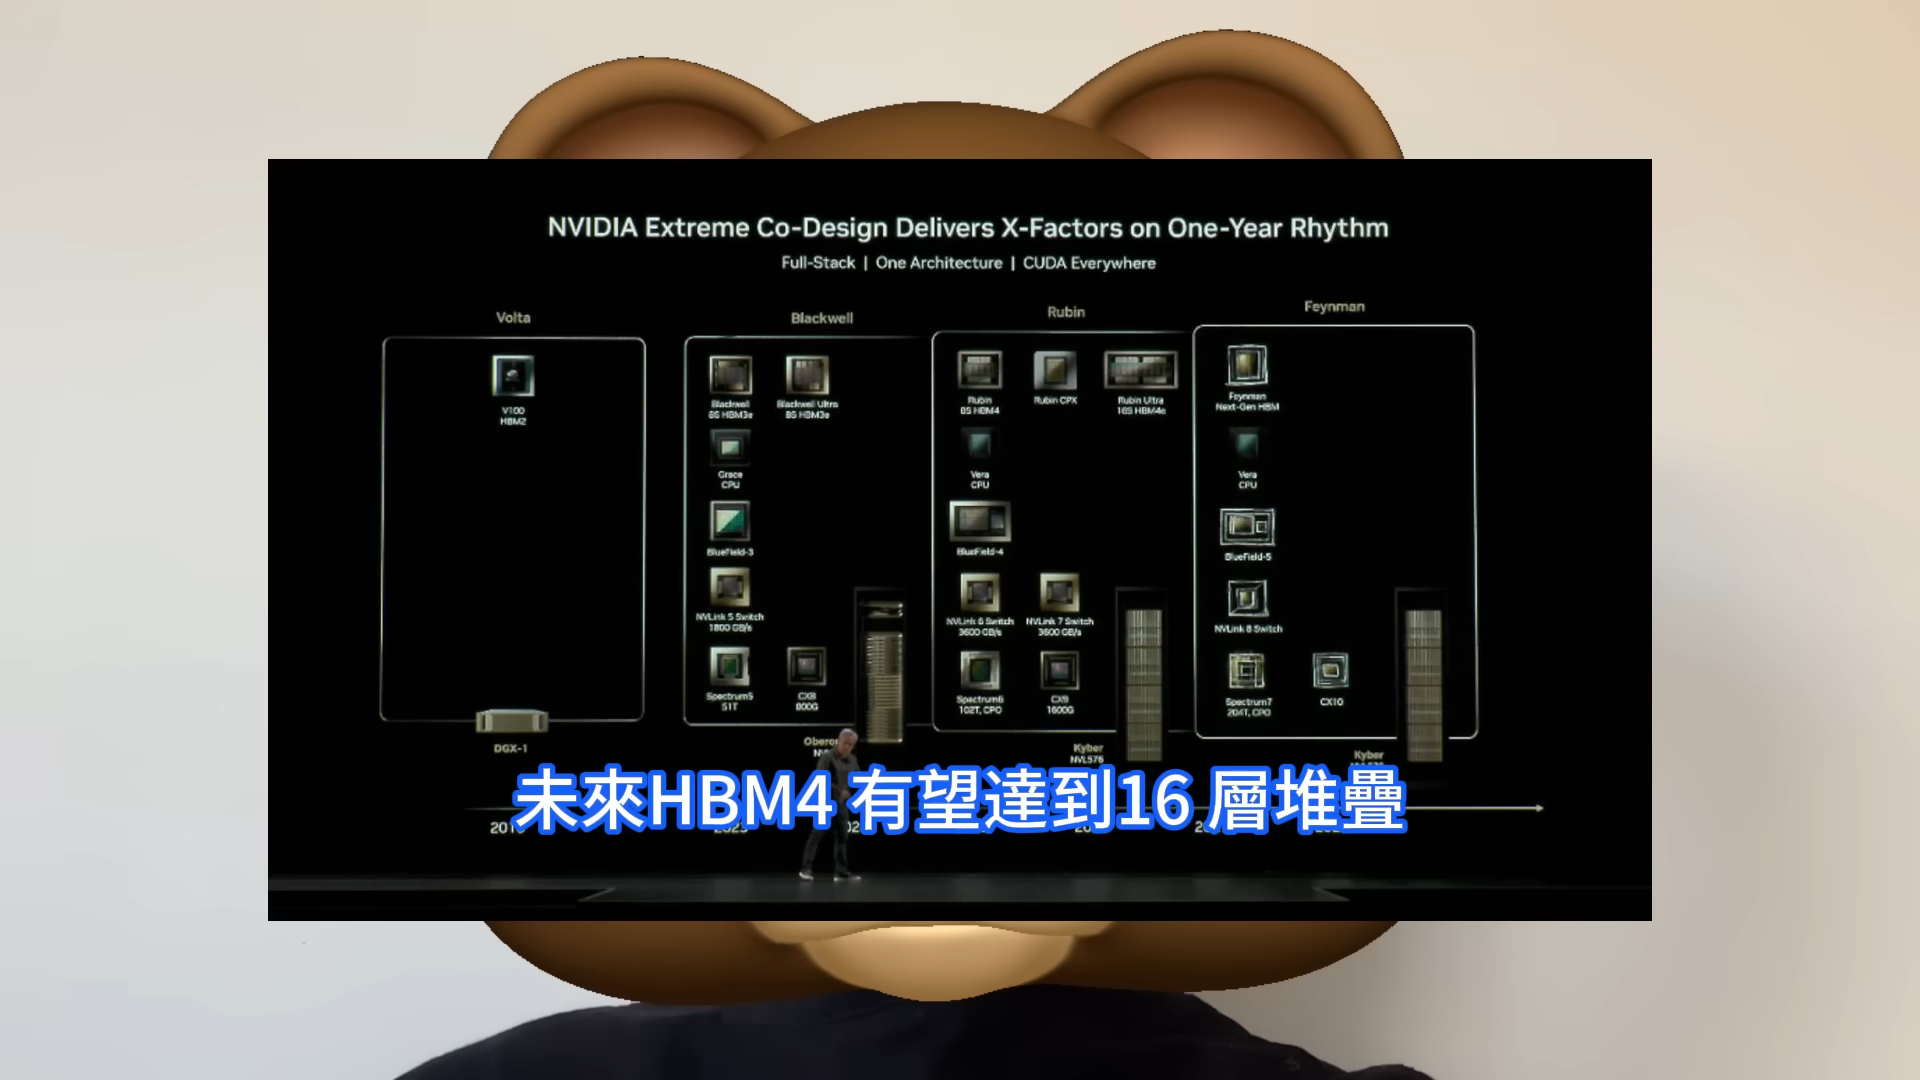 NVIDIA Extreme Co-Design Delivers X-Factors on One-Year Rhythm
Full-Stack | One Architecture | CUDA Everywhere
Volta
Blackwell
Rubin
Feynman
V100
HBM2
Blackwell
8S HBM3e
Blackwell Ultra
8S HBM3e
Rubin
8S HBM4
Rubin CPX
Rubin Ultra
16S HBM4e
Feynman
Next-Gen HBM
Grace
CPU
Vera
CPU
Vera
CPU
BlueField-3
BlueField-4
BlueField-5
NVLink 5 Switch
1800 GB/s
NVLink 6 Switch
3600 GB/s
NVLink 7 Switch
3600 GB/s
NVLink 8 Switch
Spectrum5
51T
CX8
800G
Spectrum6
102T, CPO
CX9
1600G
Spectrum7
204T, CPO
CX10
DGX-1
Kyber
NVL576
Kyber
未來HBM4 有望達到16 層堆疊